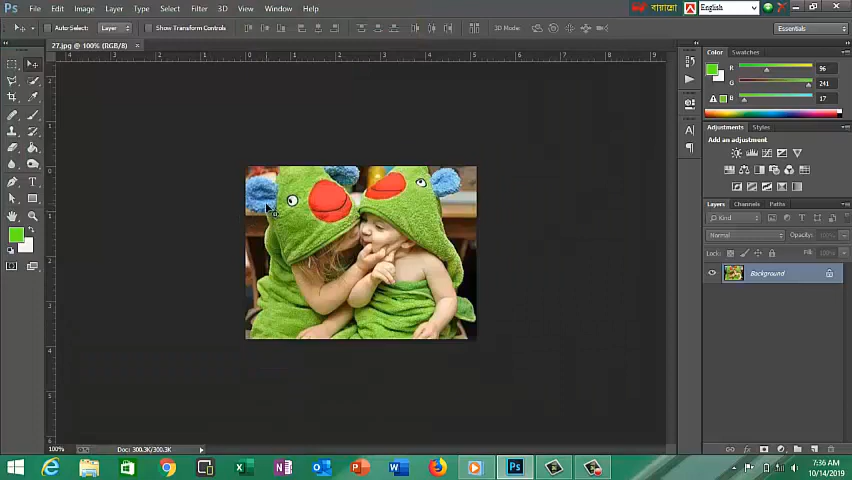 Ps File Edit Image Layer Type Select Filter 3D View Window Help বায়ান্নো English
Auto-Select: Layer Show Transform Controls 3D Mode: Essentials
27.jpg @ 100% (RGB/8) ×
Color Swatches
R 96
G 241
B 17
Adjustments Styles
Add an adjustment
Layers Channels Paths
Kind
Normal Opacity: 100%
Lock: Fill: 100%
Background
100% Doc: 300.3K/300.3K
7:36 AM
10/14/2019